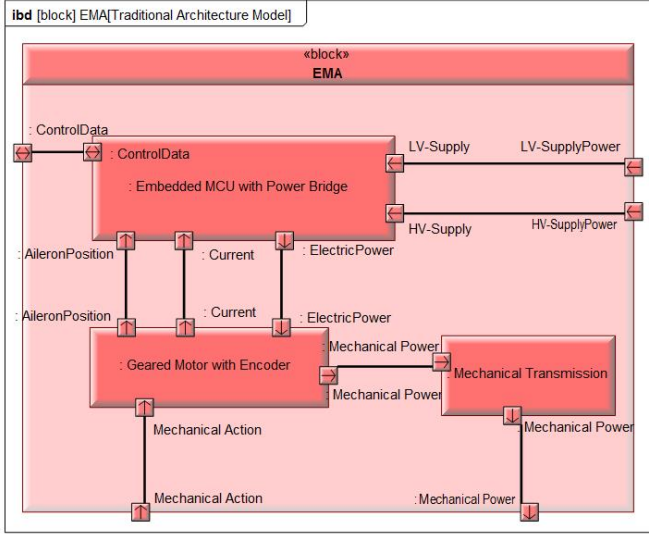 ibd [block] EMA[Traditional Architecture Model]
«block»
EMA
: ControlData
: ControlData
LV-Supply
LV-SupplyPower
: Embedded MCU with Power Bridge
HV-Supply
HV-SupplyPower
: AileronPosition
: Current
: ElectricPower
: AileronPosition
: Current
: ElectricPower
: Mechanical Power
: Geared Motor with Encoder
: Mechanical Transmission
: Mechanical Power
Mechanical Action
: Mechanical Power
Mechanical Action
: Mechanical Power